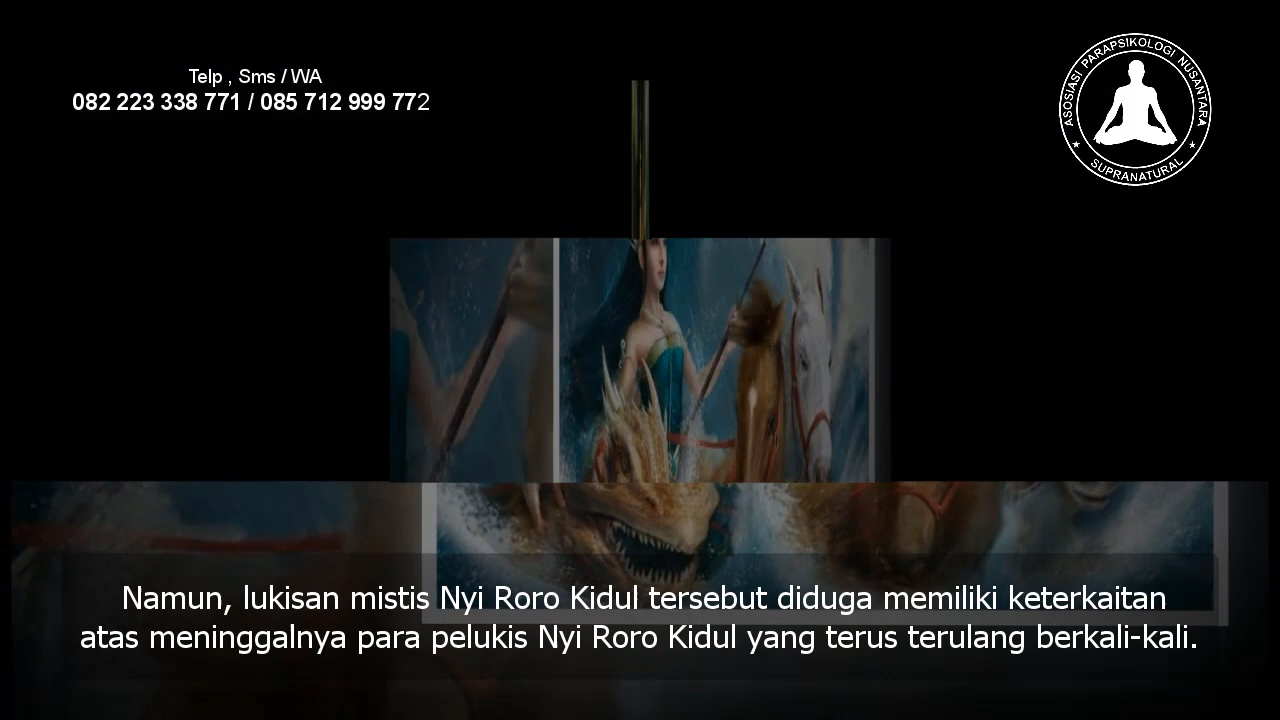 Telp , Sms / WA
082 223 338 771 / 085 712 999 772
ASOSIASI PARAPSIKOLOGI NUSANTARA
SUPRANATURAL
Namun, lukisan mistis Nyi Roro Kidul tersebut diduga memiliki keterkaitan
atas meninggalnya para pelukis Nyi Roro Kidul yang terus terulang berkali-kali.